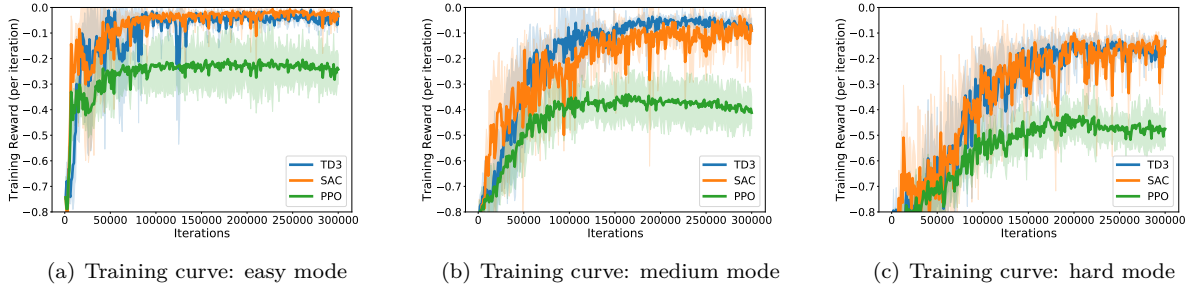 0.0
−0.1
−0.2
−0.3
−0.4
−0.5
−0.6
−0.7
−0.8
Training Reward (per iteration)
TD3
SAC
PPO
0 50000 100000 150000 200000 250000 300000
Iterations
(a) Training curve: easy mode
0.0
−0.1
−0.2
−0.3
−0.4
−0.5
−0.6
−0.7
−0.8
Training Reward (per iteration)
TD3
SAC
PPO
0 50000 100000 150000 200000 250000 300000
Iterations
(b) Training curve: medium mode
0.0
−0.1
−0.2
−0.3
−0.4
−0.5
−0.6
−0.7
−0.8
Training Reward (per iteration)
TD3
SAC
PPO
0 50000 100000 150000 200000 250000 300000
Iterations
(c) Training curve: hard mode